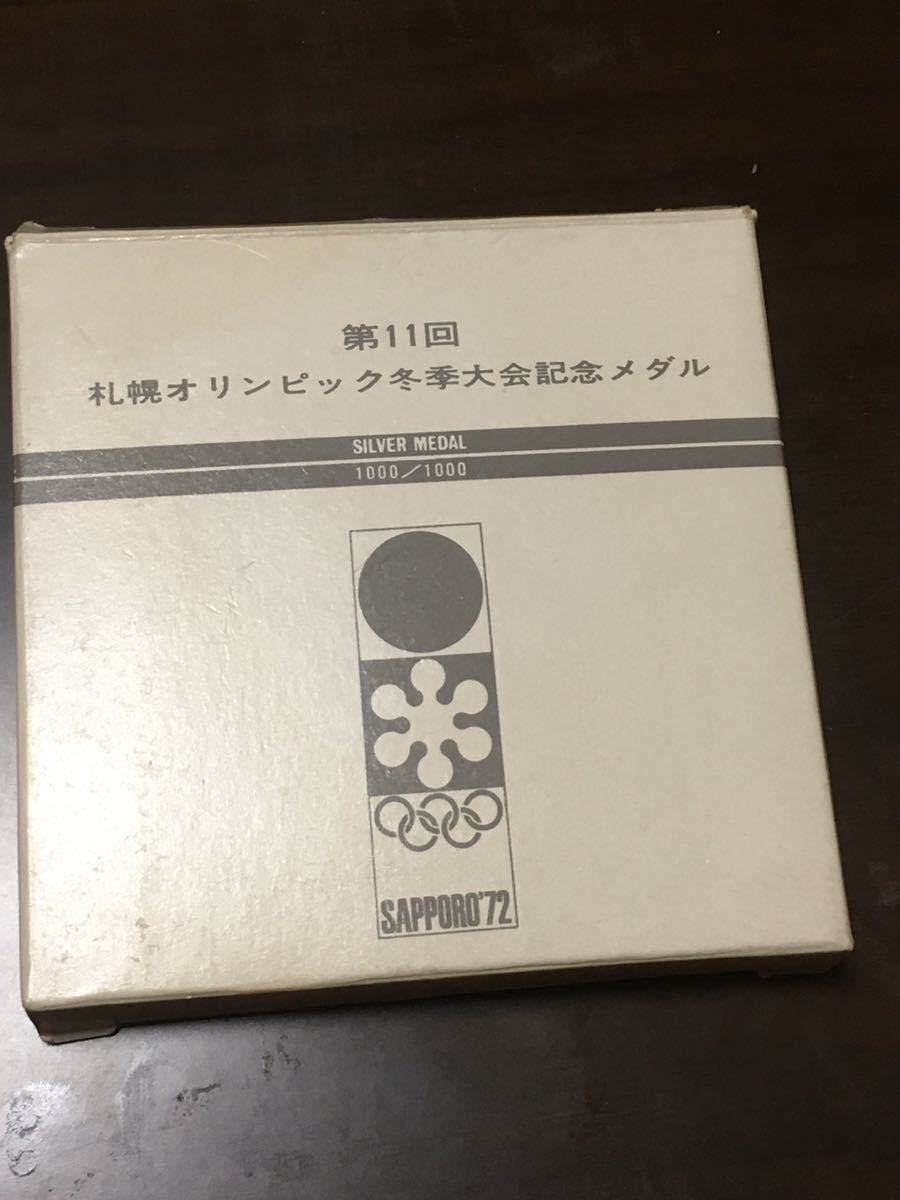 第11回
札幌オリンピック冬季大会記念メダル
SILVER MEDAL
1000/1000
SAPPORO'72